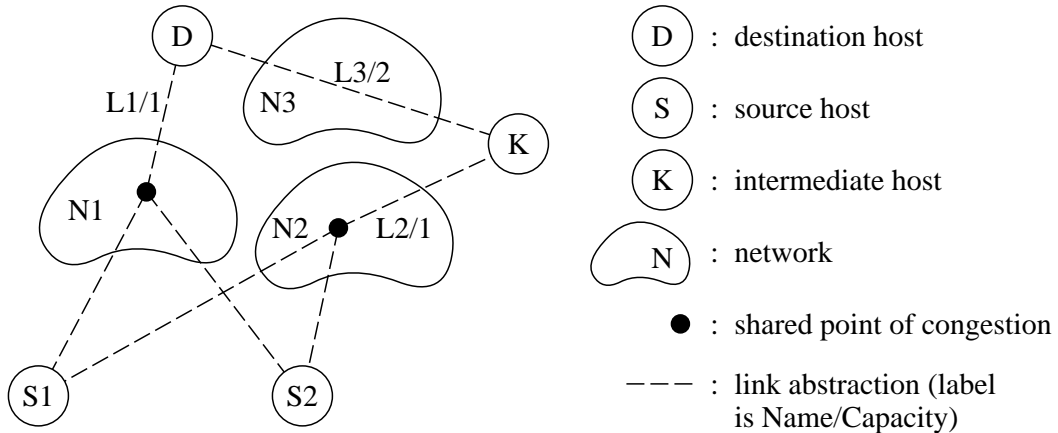 D
L1/1
L3/2
N3
K
N1
N2
L2/1
S1
S2
D : destination host
S : source host
K : intermediate host
N : network
: shared point of congestion
: link abstraction (label
is Name/Capacity)